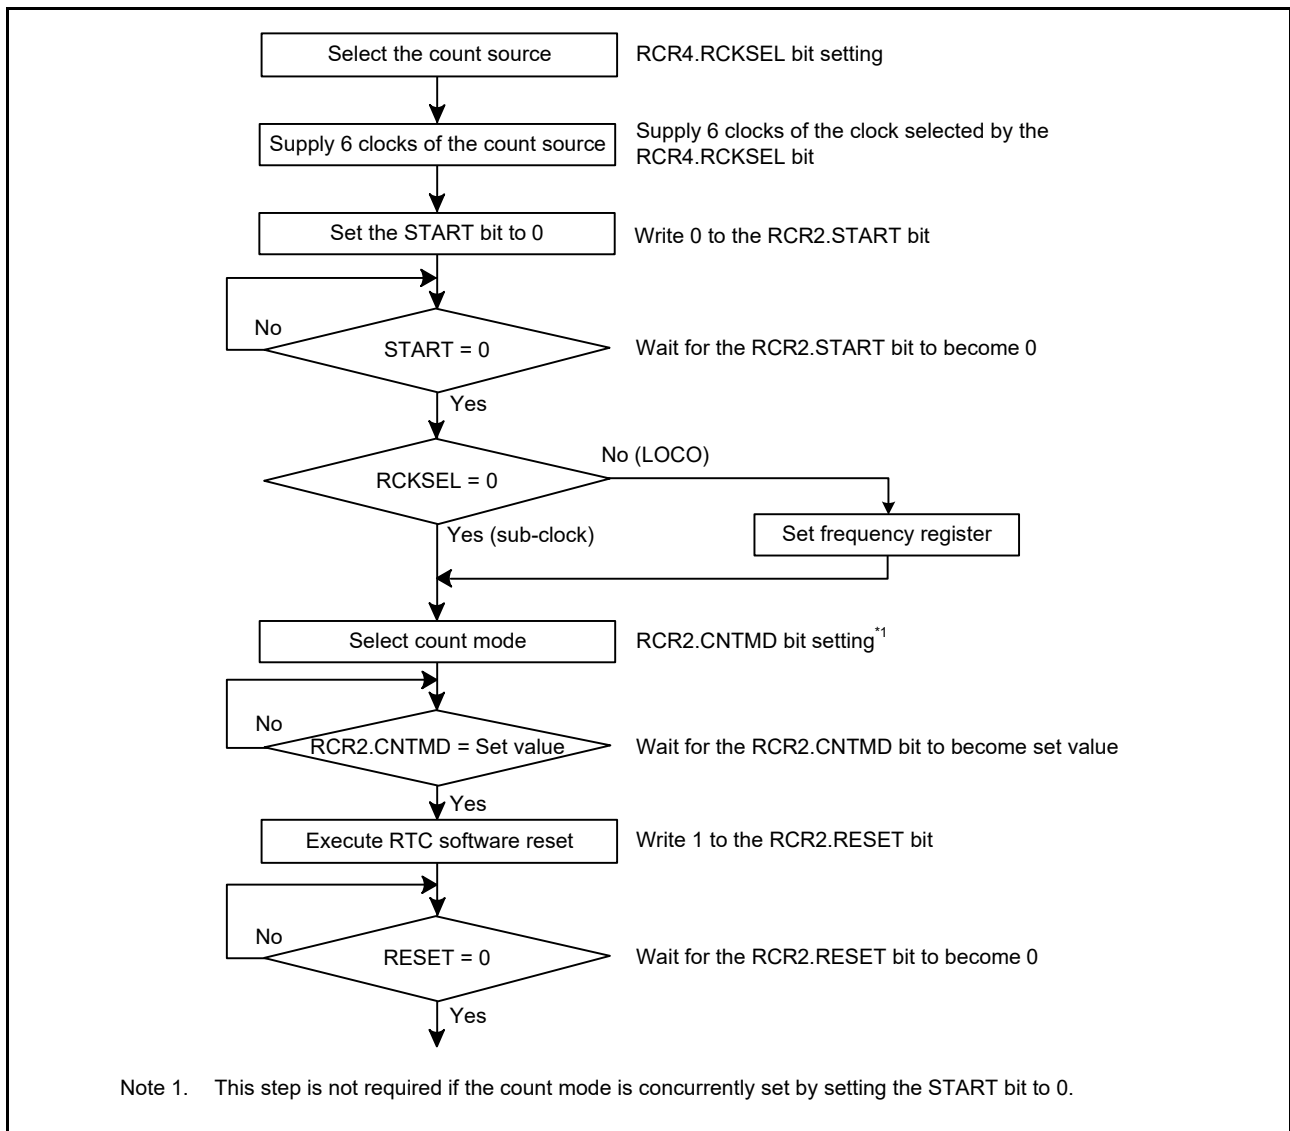 Select the count source
RCR4.RCKSEL bit setting
Supply 6 clocks of the count source
Supply 6 clocks of the clock selected by the
RCR4.RCKSEL bit
Set the START bit to 0
Write 0 to the RCR2.START bit
No
START = 0
Wait for the RCR2.START bit to become 0
Yes
No (LOCO)
RCKSEL = 0
Yes (sub-clock)
Set frequency register
Select count mode
RCR2.CNTMD bit setting*1
No
RCR2.CNTMD = Set value
Wait for the RCR2.CNTMD bit to become set value
Yes
Execute RTC software reset
Write 1 to the RCR2.RESET bit
No
RESET = 0
Wait for the RCR2.RESET bit to become 0
Yes
Note 1. This step is not required if the count mode is concurrently set by setting the START bit to 0.